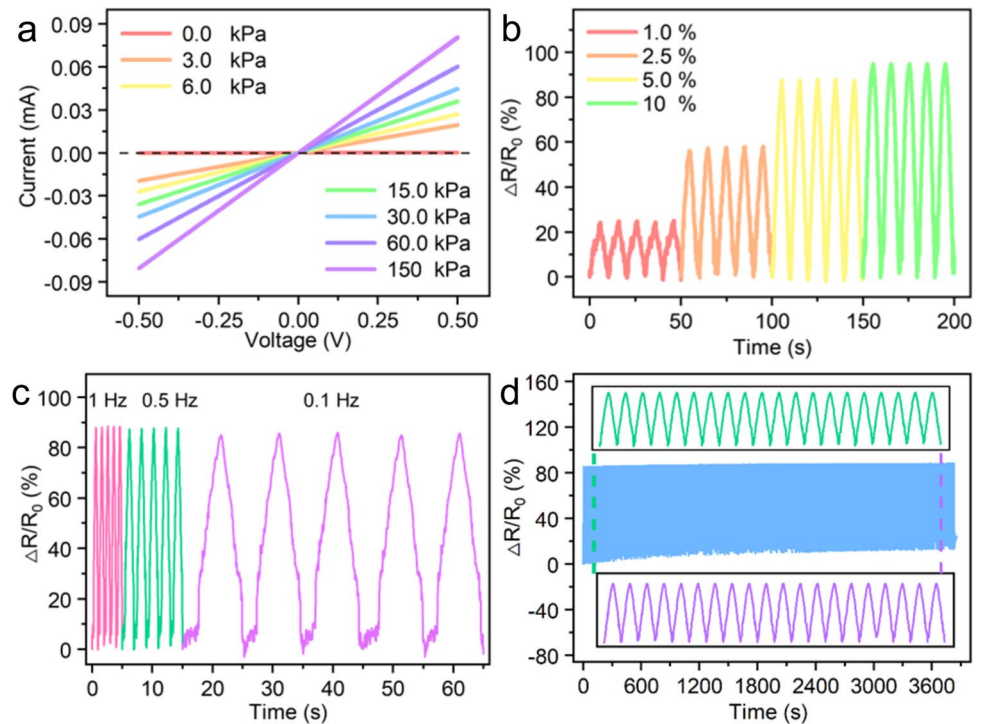 a
0.09
0.06
0.03
0.00
-0.03
-0.06
-0.09
Current (mA)
0.0 kPa
3.0 kPa
6.0 kPa
15.0 kPa
30.0 kPa
60.0 kPa
150 kPa
-0.50 -0.25 0.00 0.25 0.50
Voltage (V)
b
100
80
60
40
20
0
△R/R0 (%)
1.0 %
2.5 %
5.0 %
10 %
0 50 100 150 200
Time (s)
c
100
80
60
40
20
0
△R/R0 (%)
1 Hz 0.5 Hz 0.1 Hz
0 10 20 30 40 50 60
Time (s)
d
160
120
80
40
0
-40
-80
△R/R0 (%)
0 600 1200 1800 2400 3000 3600
Time (s)